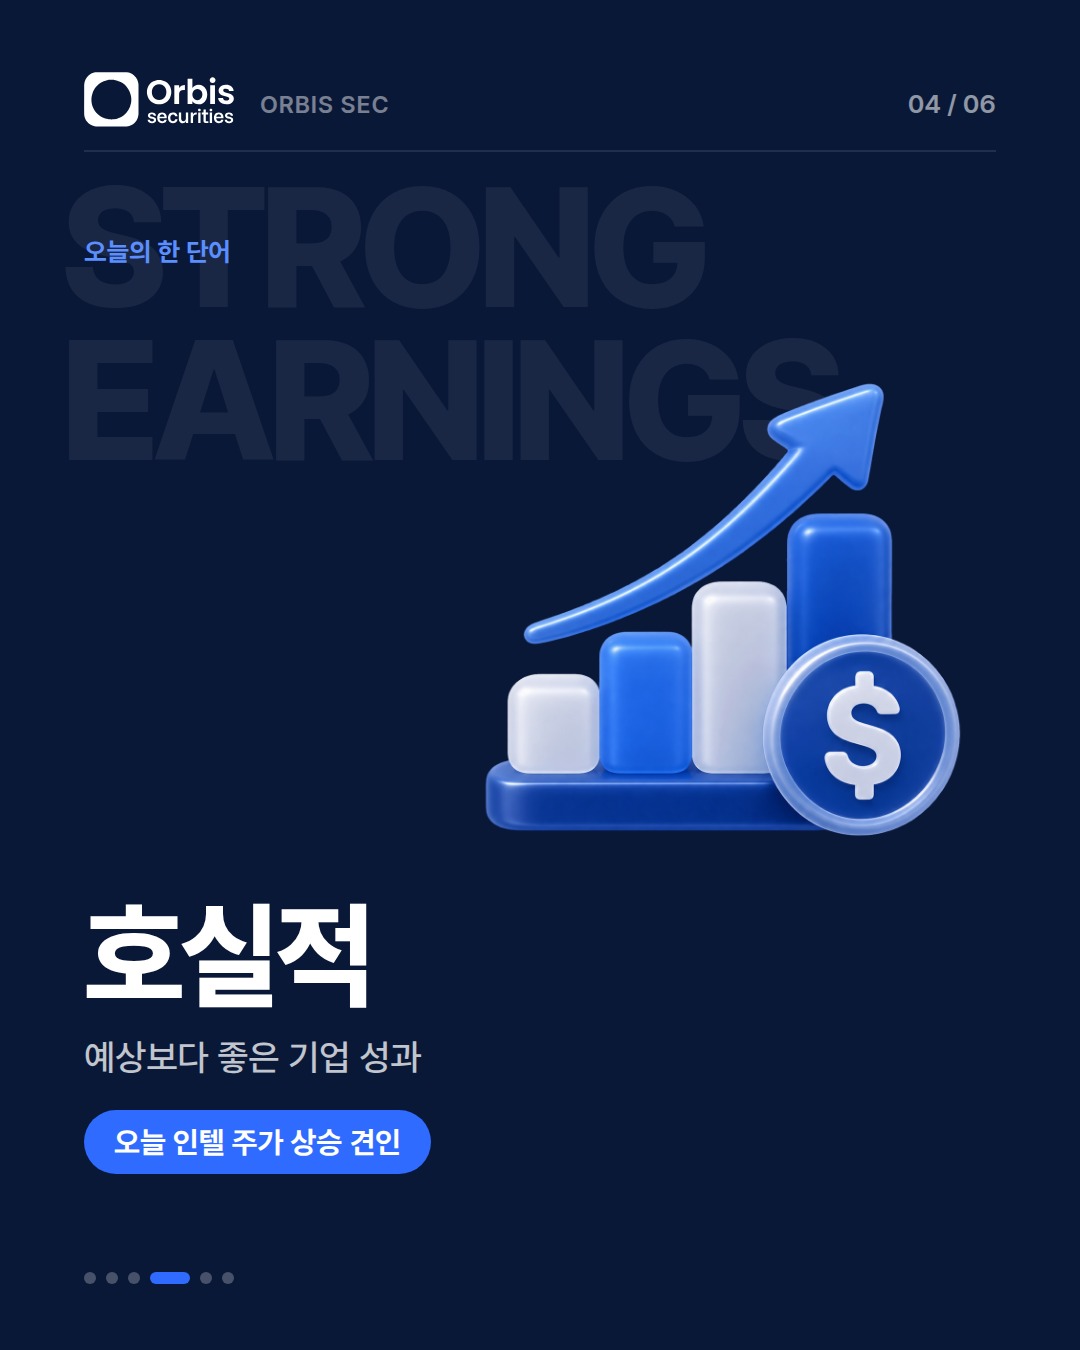 Orbis
securities
ORBIS SEC
04 / 06
STRONG
오늘의 한 단어
EARNINGS
$
호실적
예상보다 좋은 기업 성과
오늘 인텔 주가 상승 견인